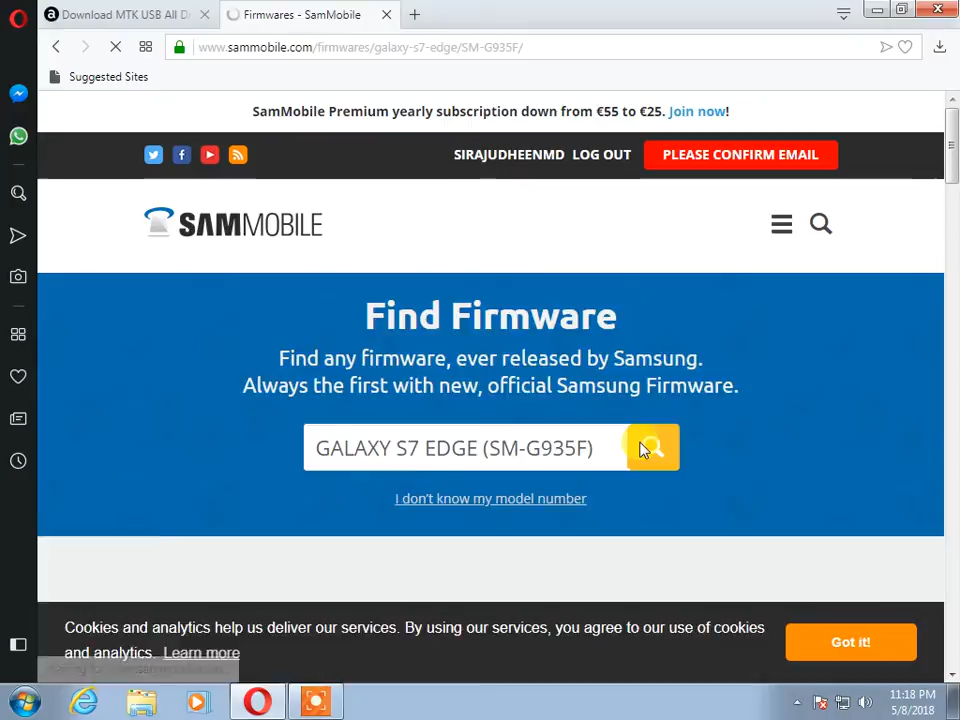 Download MTK USB All D
Firmwares - SamMobile
www.sammobile.com/firmwares/galaxy-s7-edge/SM-G935F/
Suggested Sites
SamMobile Premium yearly subscription down from €55 to €25. Join now!
SIRAJUDHEENMD LOG OUT PLEASE CONFIRM EMAIL
SAMMOBILE
Find Firmware
Find any firmware, ever released by Samsung.
Always the first with new, official Samsung Firmware.
GALAXY S7 EDGE (SM-G935F)
I don't know my model number
Cookies and analytics help us deliver our services. By using our services, you agree to our use of cookies
and analytics. Learn more
Got it!
11:18 PM
5/8/2018